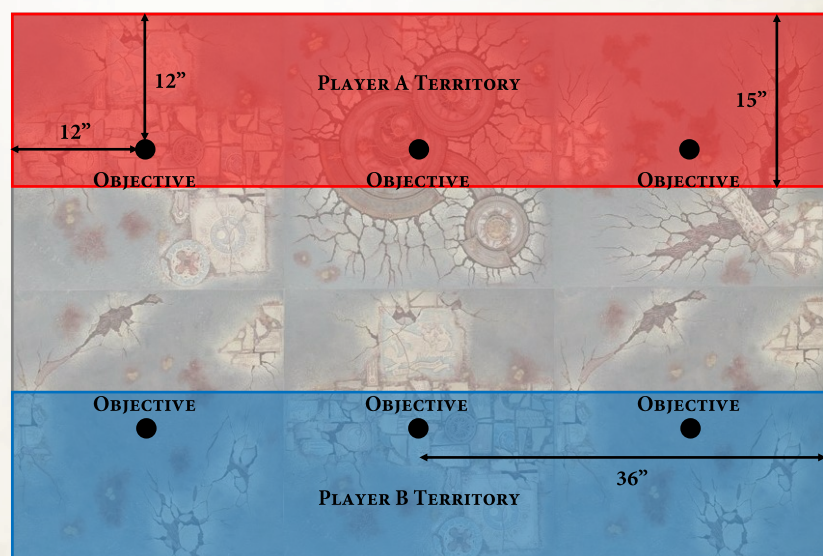 12”
Player A Territory
15”
12”
Objective
Objective
Objective
Objective
Objective
Objective
36”
Player B Territory